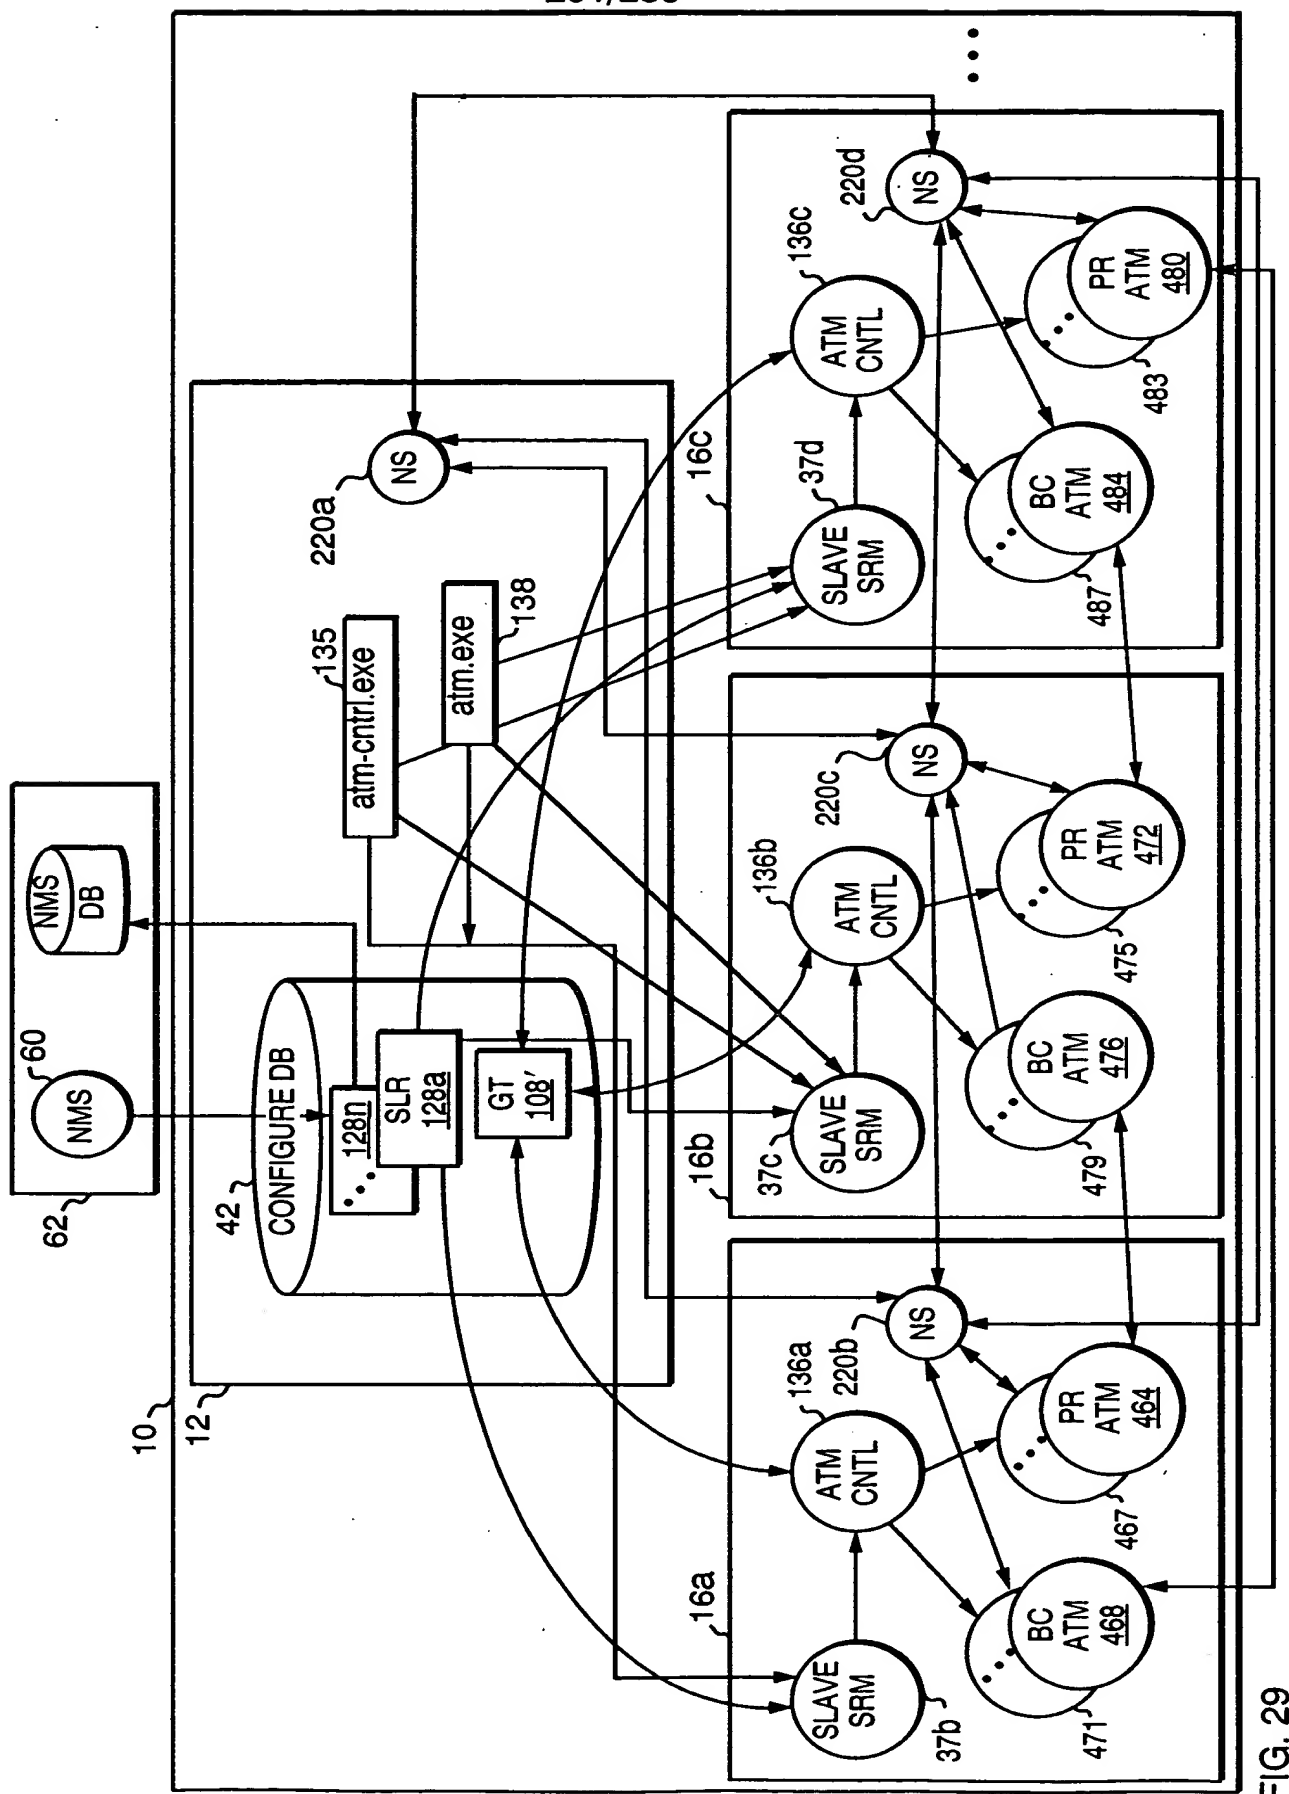 62
60
NMS
NMS
DB
10
12
42
CONFIGURE DB
128n
SLR
128a
GT
108'
135
atm-cntrl.exe
atm.exe
138
220a
NS
16a
SLAVE
SRM
37b
ATM
CNTL
136a
220b
NS
BC
ATM
468
471
PR
ATM
464
467
16b
37c
SLAVE
SRM
ATM
CNTL
136b
220c
NS
BC
ATM
476
479
PR
ATM
472
475
16c
SLAVE
SRM
37d
ATM
CNTL
136c
220d
NS
BC
ATM
484
487
PR
ATM
480
483
FIG. 29